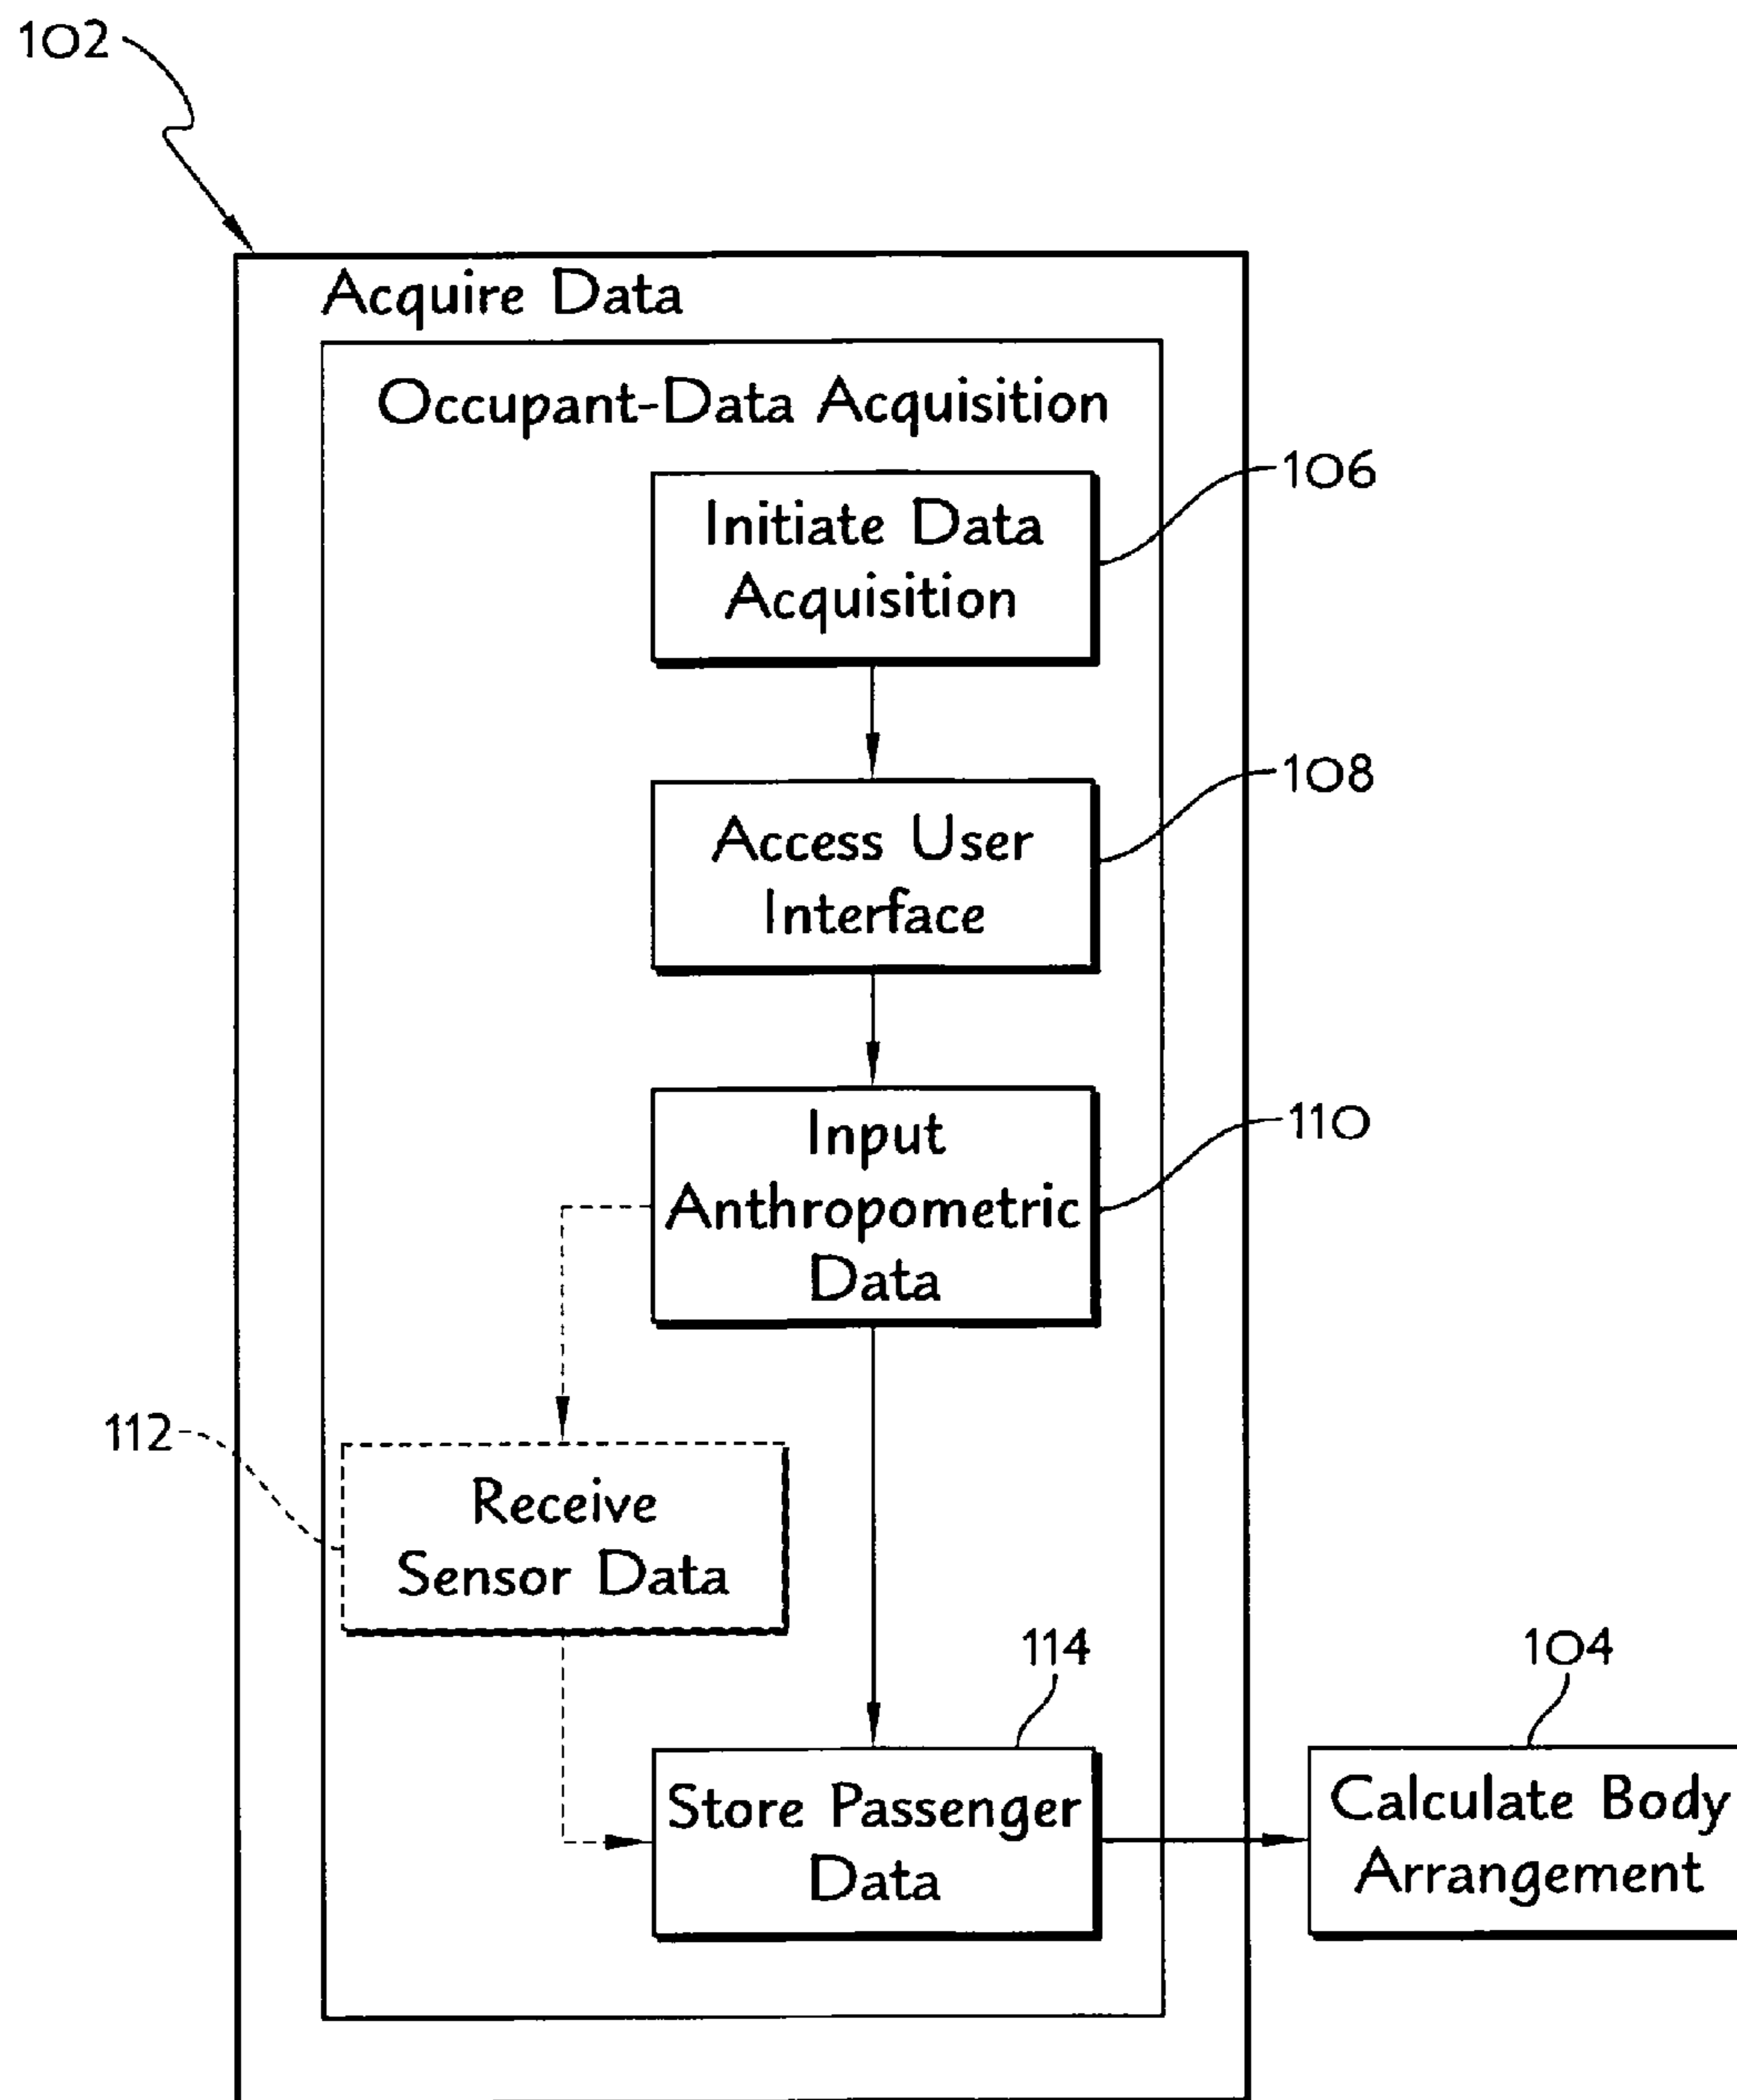 102
Acquire Data
Occupant-Data Acquisition
106
Initiate Data
Acquisition
108
Access User
Interface
110
Input
Anthropometric
Data
112
Receive
Sensor Data
114
104
Store Passenger
Data
Calculate Body
Arrangement